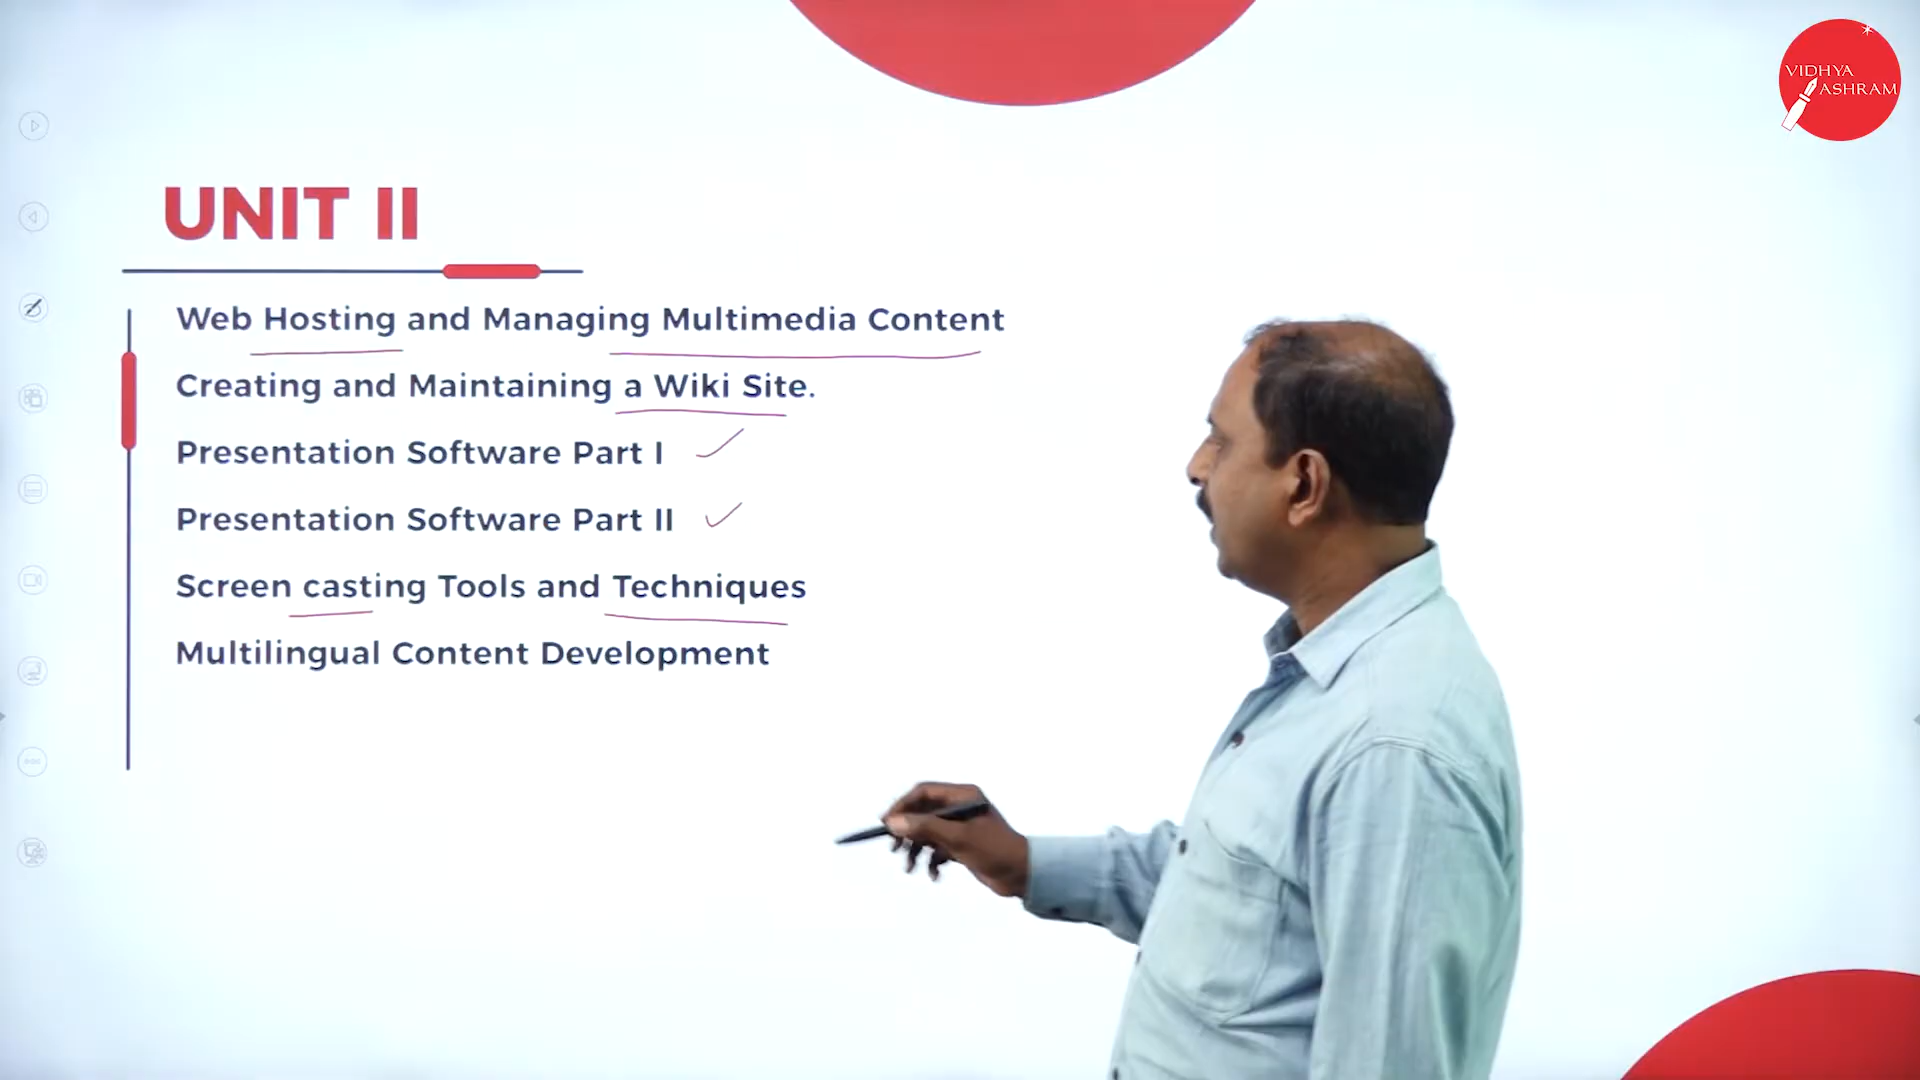 VIDHYA
ASHRAM
UNIT II
Web Hosting and Managing Multimedia Content
Creating and Maintaining a Wiki Site.
Presentation Software Part I
Presentation Software Part II
Screen casting Tools and Techniques
Multilingual Content Development